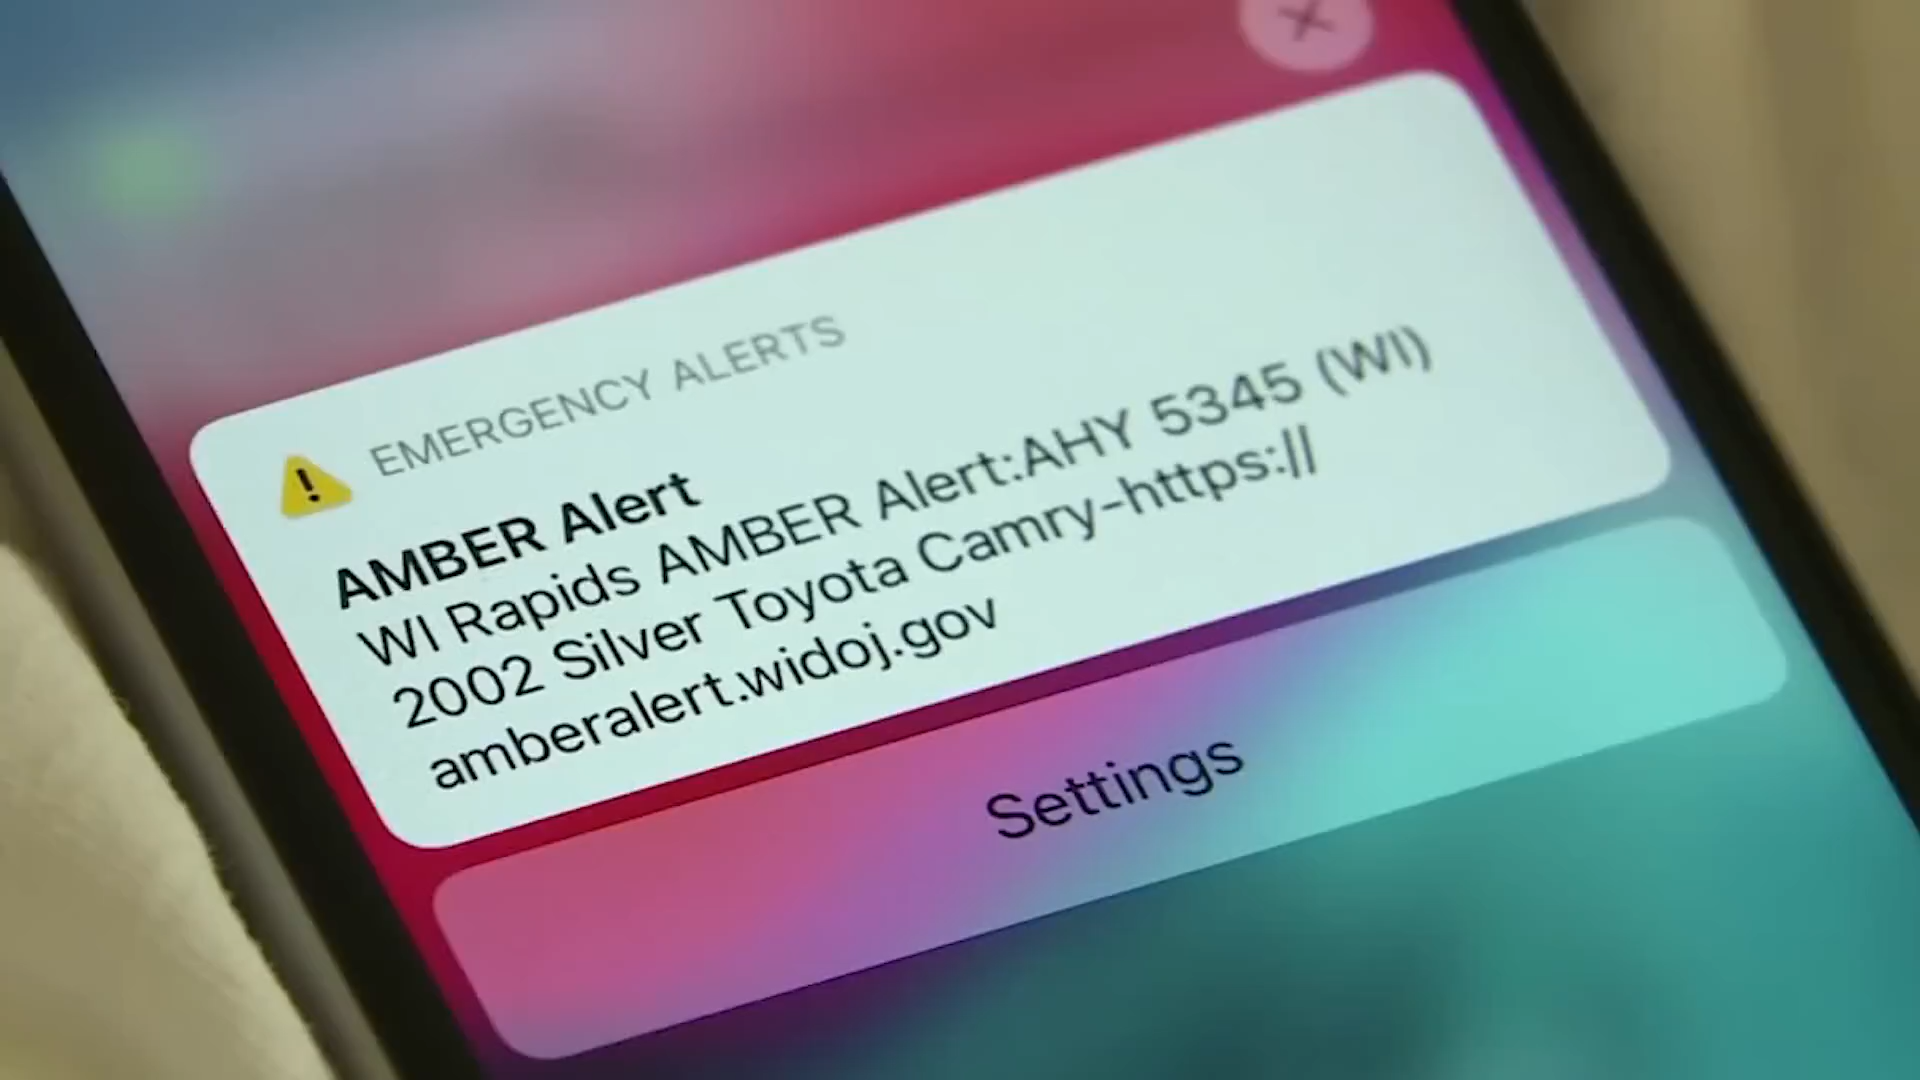 EMERGENCY ALERTS
AMBER Alert
WI Rapids AMBER Alert:AHY 5345 (WI)
2002 Silver Toyota Camry-https://
amberalert.widoj.gov
Settings